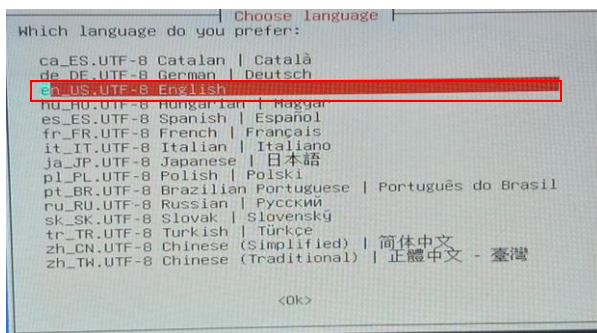 Choose language
Which language do you prefer:
ca_ES.UTF-8 Catalan | Català
de_DE.UTF-8 German | Deutsch
en_US.UTF-8 English
hu_HU.UTF-8 Hungarian | Magyar
es_ES.UTF-8 Spanish | Español
fr_FR.UTF-8 French | Français
it_IT.UTF-8 Italian | Italiano
ja_JP.UTF-8 Japanese | 日本語
pl_PL.UTF-8 Polish | Polski
pt_BR.UTF-8 Brazilian Portuguese | Português do Brasil
ru_RU.UTF-8 Russian | Русский
sk_SK.UTF-8 Slovak | Slovenský
tr_TR.UTF-8 Turkish | Türkçe
zh_CN.UTF-8 Chinese (Simplified) | 简体中文
zh_TW.UTF-8 Chinese (Traditional) | 正體中文 - 臺灣
<Ok>